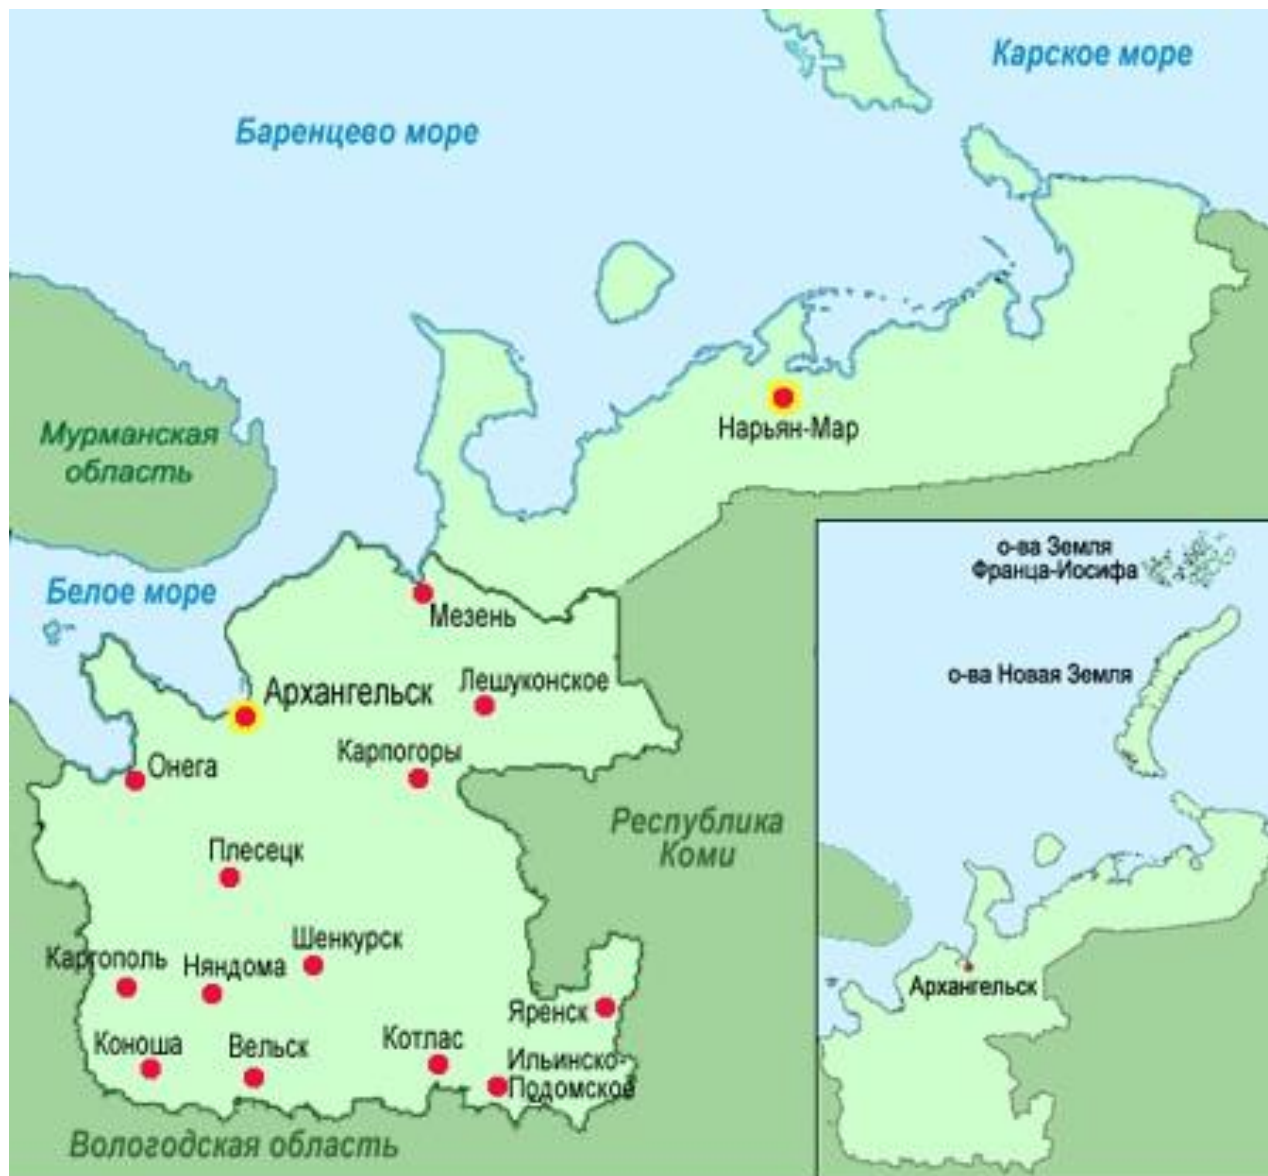 Карское море
Баренцево море
Мурманская
область
Нарьян-Мар
Белое море
Мезень
Архангельск
Лешуконское
Онега
Карпогоры
Плесецк
Республика
Коми
Шенкурск
Каргополь
Няндома
Яренск
Коноша
Вельск
Котлас
Ильинско-
Подомское
Вологодская область
о-ва Земля
Франца-Иосифа
о-ва Новая Земля
Архангельск